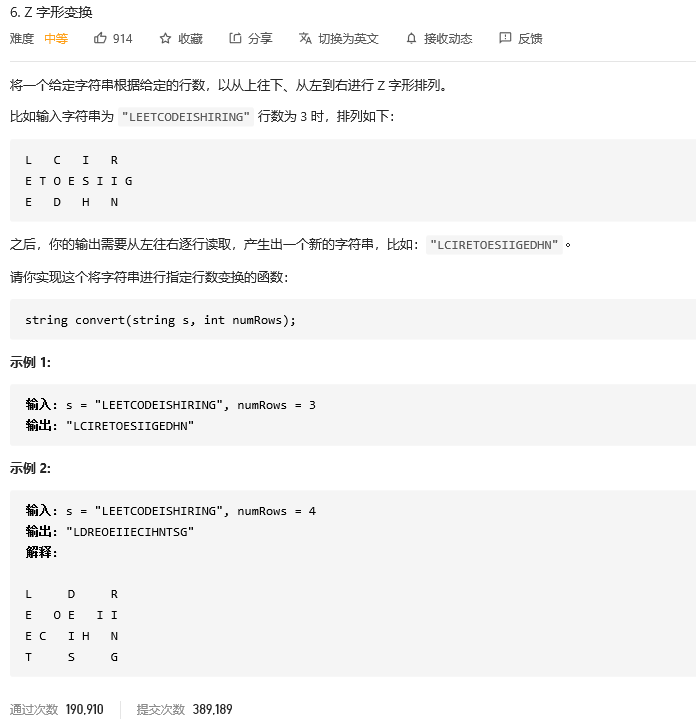 6. Z 字形变换
难度 中等 914 收藏 分享 切换为英文 接收动态 反馈
将一个给定字符串根据给定的行数，以从上往下、从左到右进行 Z 字形排列。
比如输入字符串为 "LEETCODEISHIRING" 行数为 3 时，排列如下：
L   C   I   R
E T O E S I I G
E   D   H   N
之后，你的输出需要从左往右逐行读取，产生出一个新的字符串，比如："LCIRETOESIIGEDHN"。
请你实现这个将字符串进行指定行数变换的函数：
string convert(string s, int numRows);
示例 1:
输入: s = "LEETCODEISHIRING", numRows = 3
输出: "LCIRETOESIIGEDHN"
示例 2:
输入: s = "LEETCODEISHIRING", numRows = 4
输出: "LDREOEIIECIHNTSG"
解释:
L     D     R
E   O E   I I
E C   I H   N
T     S     G
通过次数 190,910 提交次数 389,189